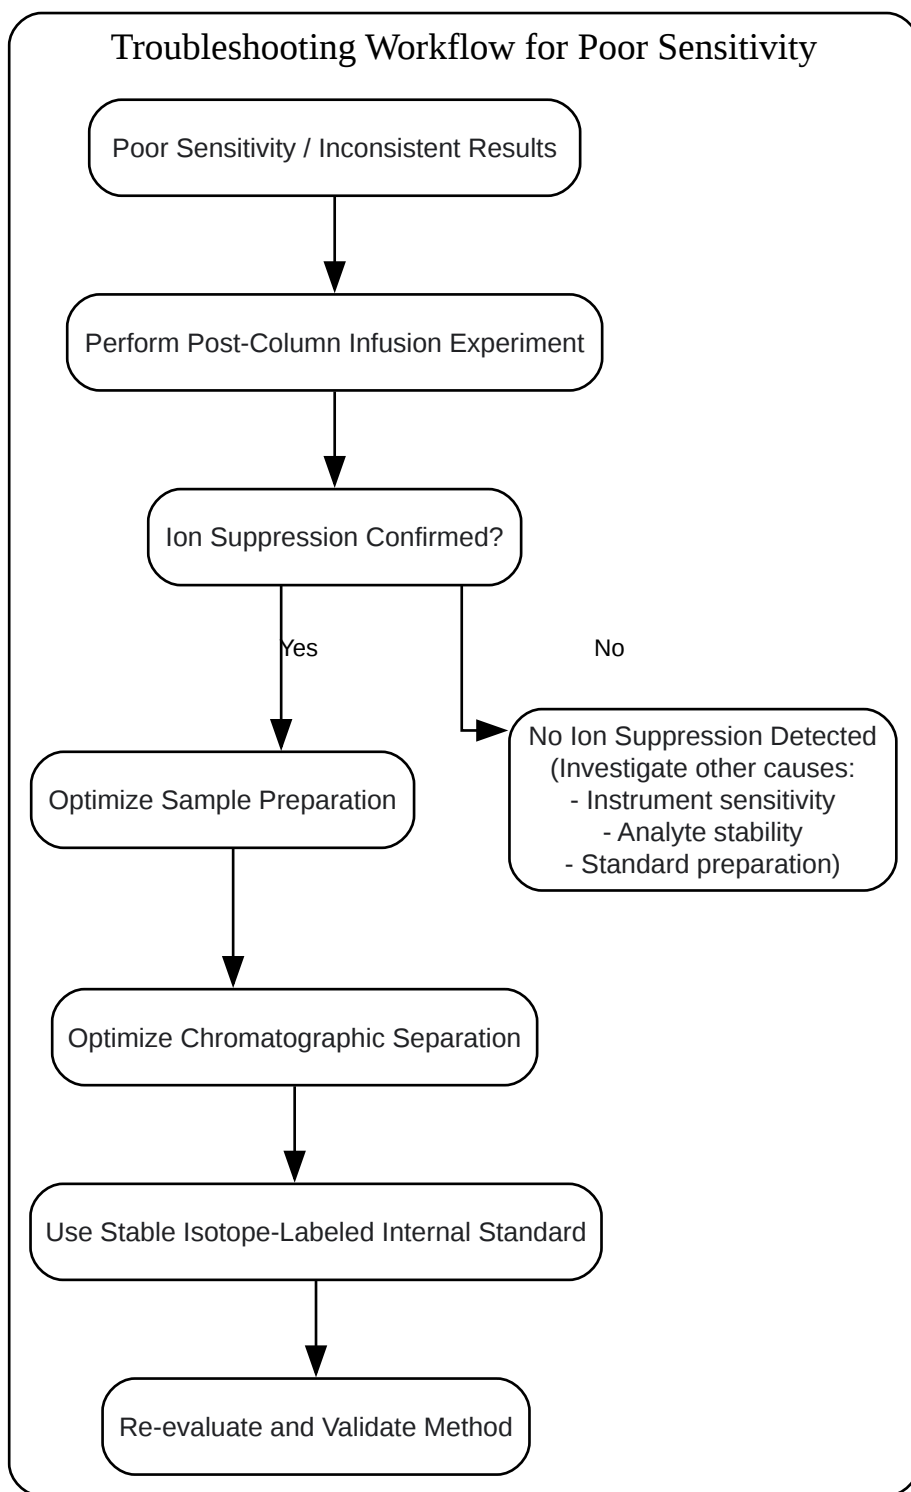 Troubleshooting Workflow for Poor Sensitivity
Poor Sensitivity / Inconsistent Results
Perform Post-Column Infusion Experiment
Ion Suppression Confirmed?
Yes
No
No Ion Suppression Detected
(Investigate other causes:
- Instrument sensitivity
- Analyte stability
- Standard preparation)
Optimize Sample Preparation
Optimize Chromatographic Separation
Use Stable Isotope-Labeled Internal Standard
Re-evaluate and Validate Method